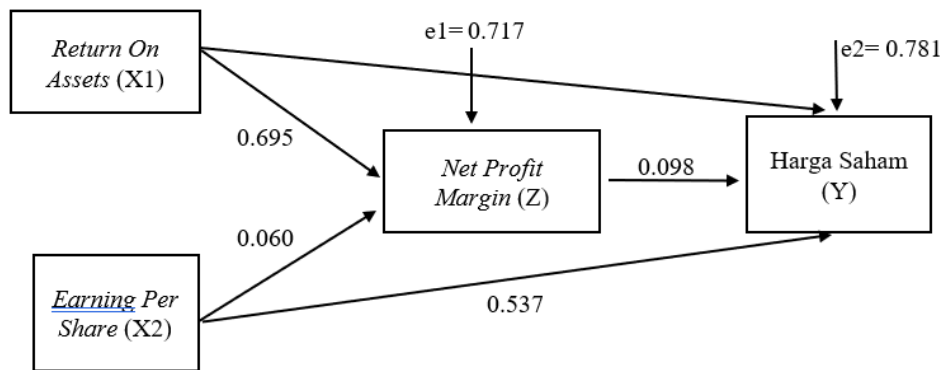 Return On
Assets (X1)
e1= 0.717
e2= 0.781
0.695
Net Profit
Margin (Z)
0.098
Harga Saham
(Y)
0.060
Earning Per
Share (X2)
0.537